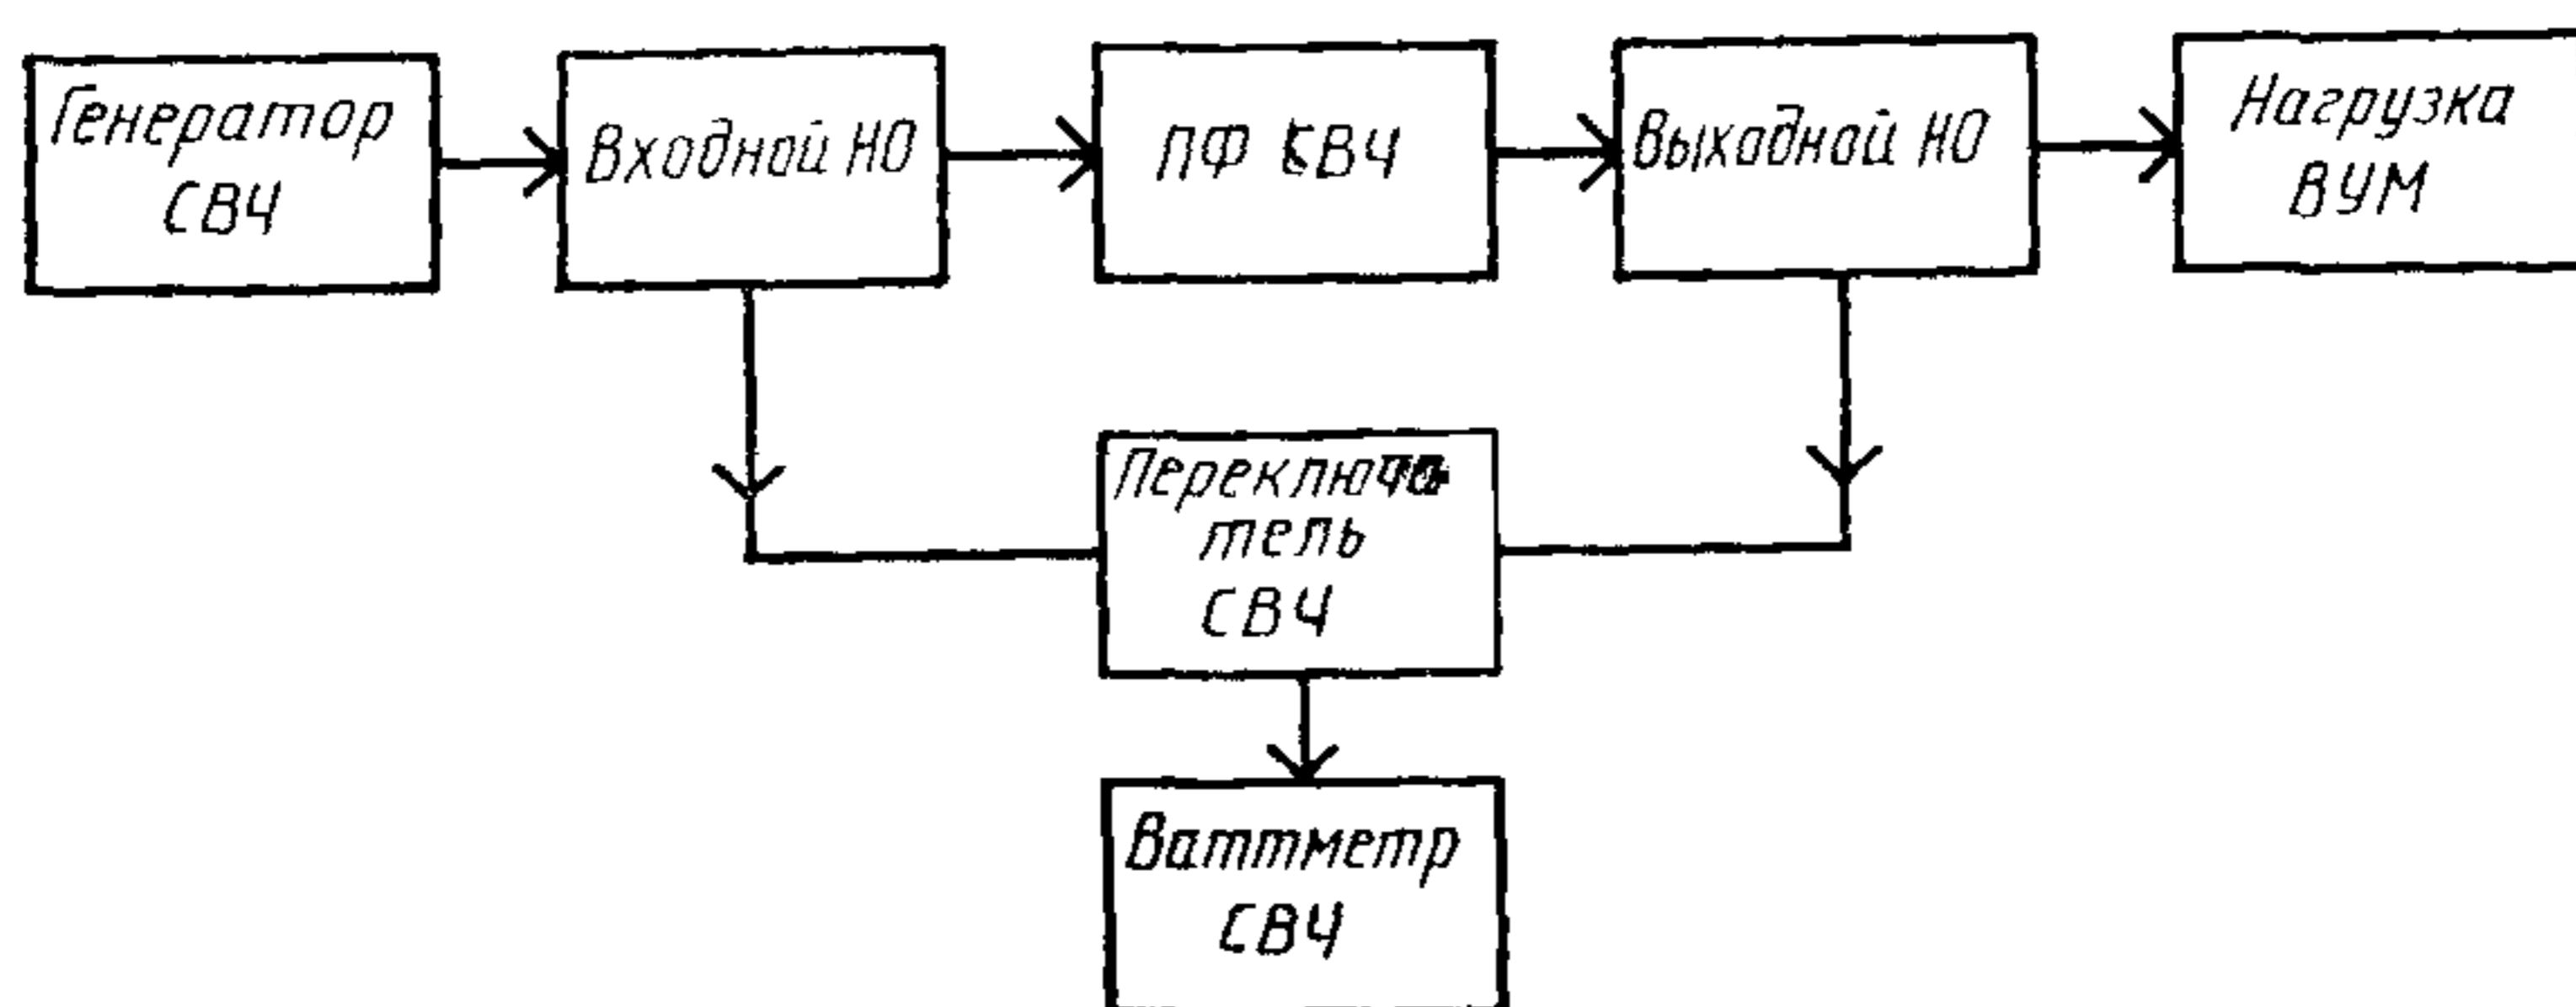 Генератор
СВЧ
Входной НО
ПФ СВЧ
Выходной НО
Нагрузка
ВУМ
Переключа
тель
СВЧ
Ваттметр
СВЧ